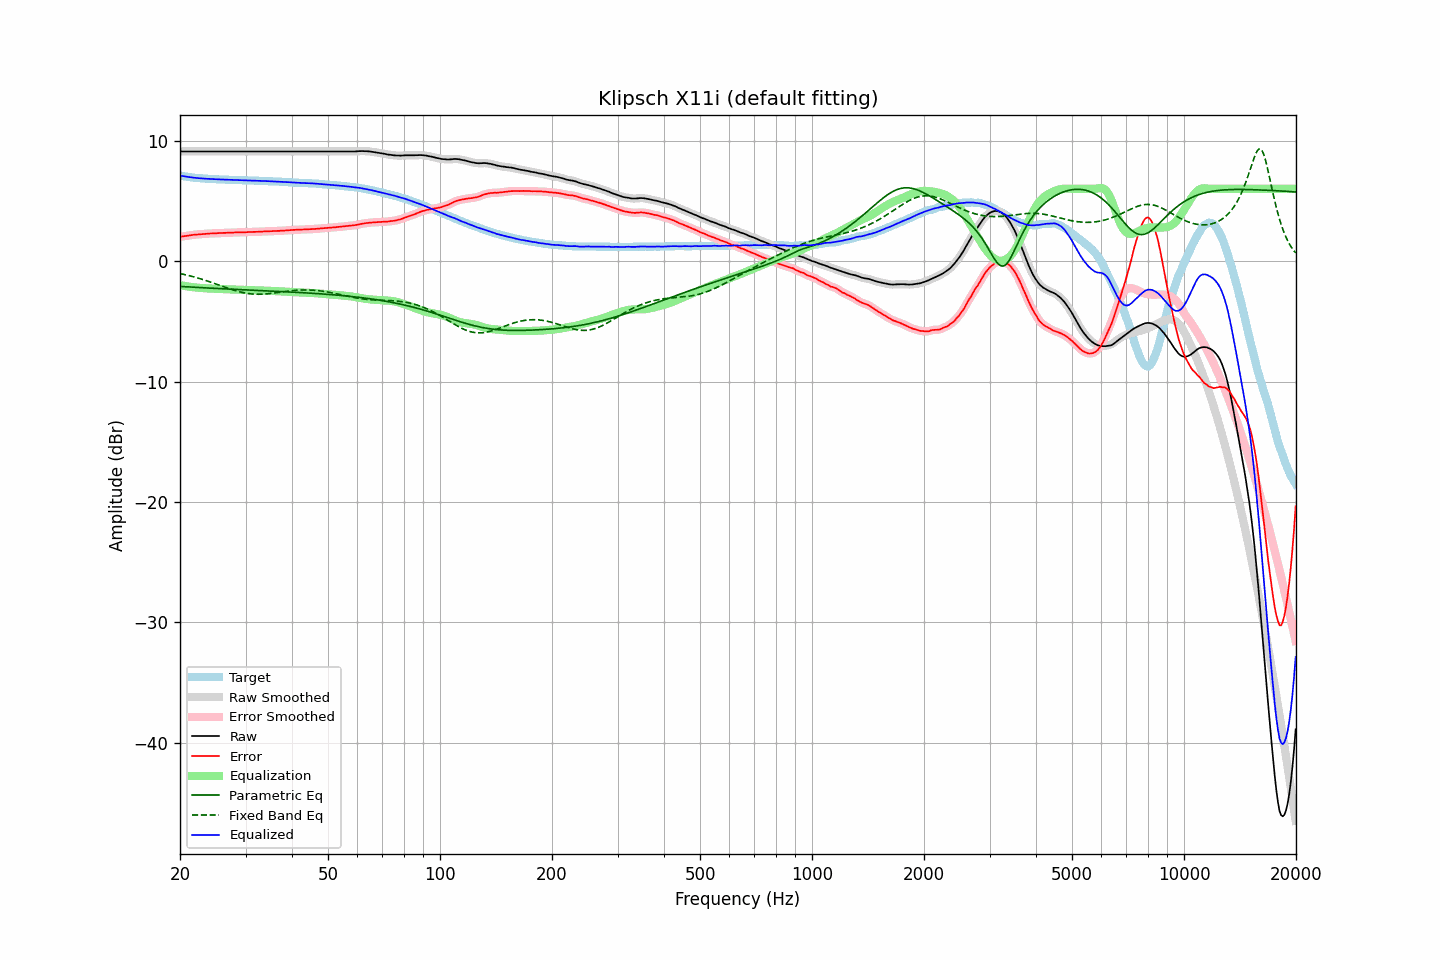 Klipsch X11i (default fitting)
10
0
−10
−20
−30
−40
Amplitude (dBr)
Target
Raw Smoothed
Error Smoothed
Raw
Error
Equalization
Parametric Eq
Fixed Band Eq
Equalized
20 50 100 200 500 1000 2000 5000 10000 20000
Frequency (Hz)